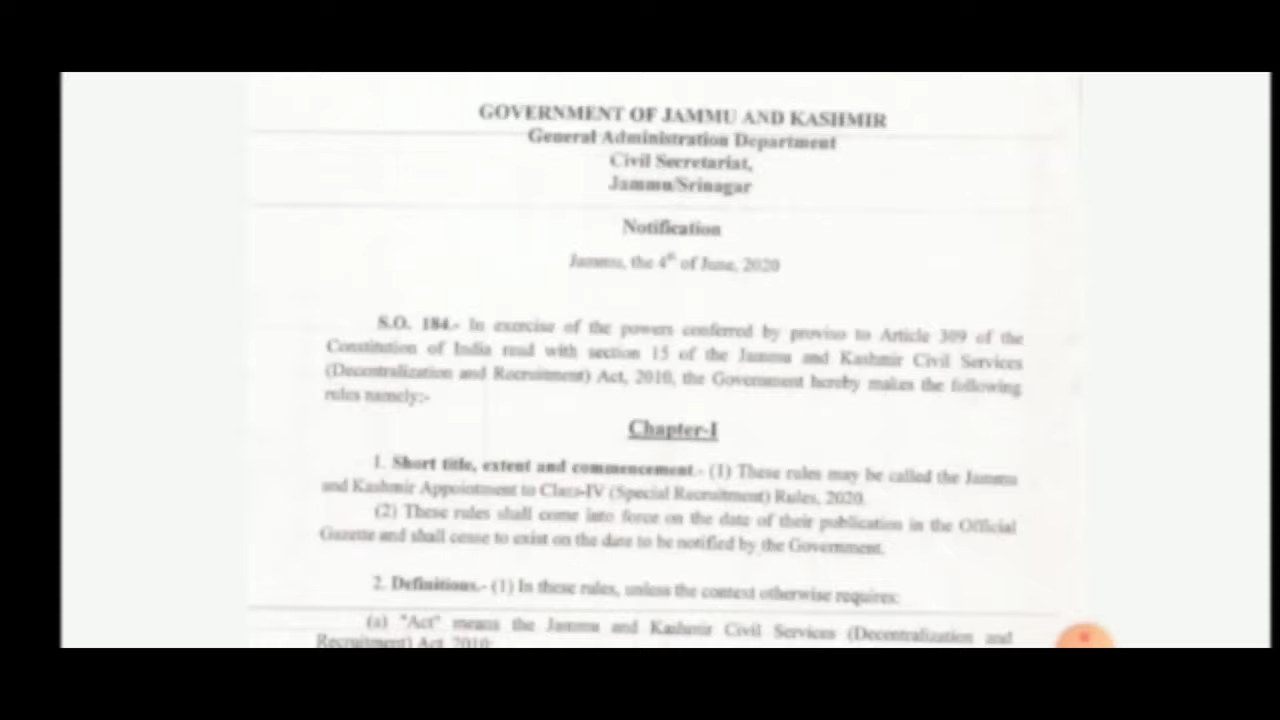 GOVERNMENT OF JAMMU AND KASHMIR
General Administration Department
Civil Secretariat,
Jammu/Srinagar
Notification
Jammu, the 4th of June, 2020
S.O. 184.- In exercise of the powers conferred by proviso to Article 309 of the
Constitution of India read with section 15 of the Jammu and Kashmir Civil Services
(Decentralization and Recruitment) Act, 2010, the Government hereby makes the following
rules namely:-
Chapter-I
1. Short title, extent and commencement.- (1) These rules may be called the Jammu
and Kashmir Appointment to Class-IV (Special Recruitment) Rules, 2020.
(2) These rules shall come into force on the date of their publication in the Official
Gazette and shall cease to exist on the date to be notified by the Government.
2. Definitions.- (1) In these rules, unless the context otherwise requires:
(a) "Act" means the Jammu and Kashmir Civil Services (Decentralization and
Recruitment) Act, 2010;